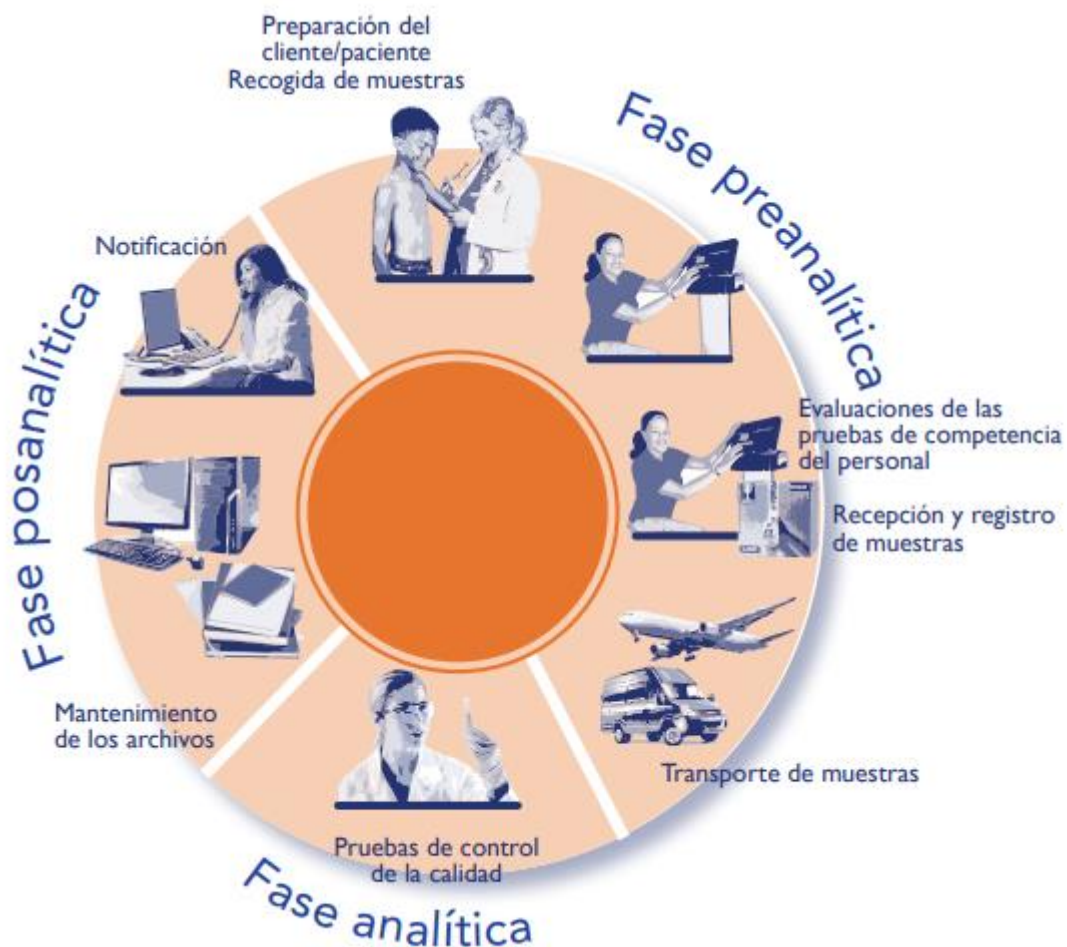 Preparación del
cliente/paciente
Recogida de muestras
Fase preanalítica
Evaluaciones de las
pruebas de competencia
del personal
Recepción y registro
de muestras
Transporte de muestras
Pruebas de control
de la calidad
Fase analítica
Mantenimiento
de los archivos
Fase posanalítica
Notificación